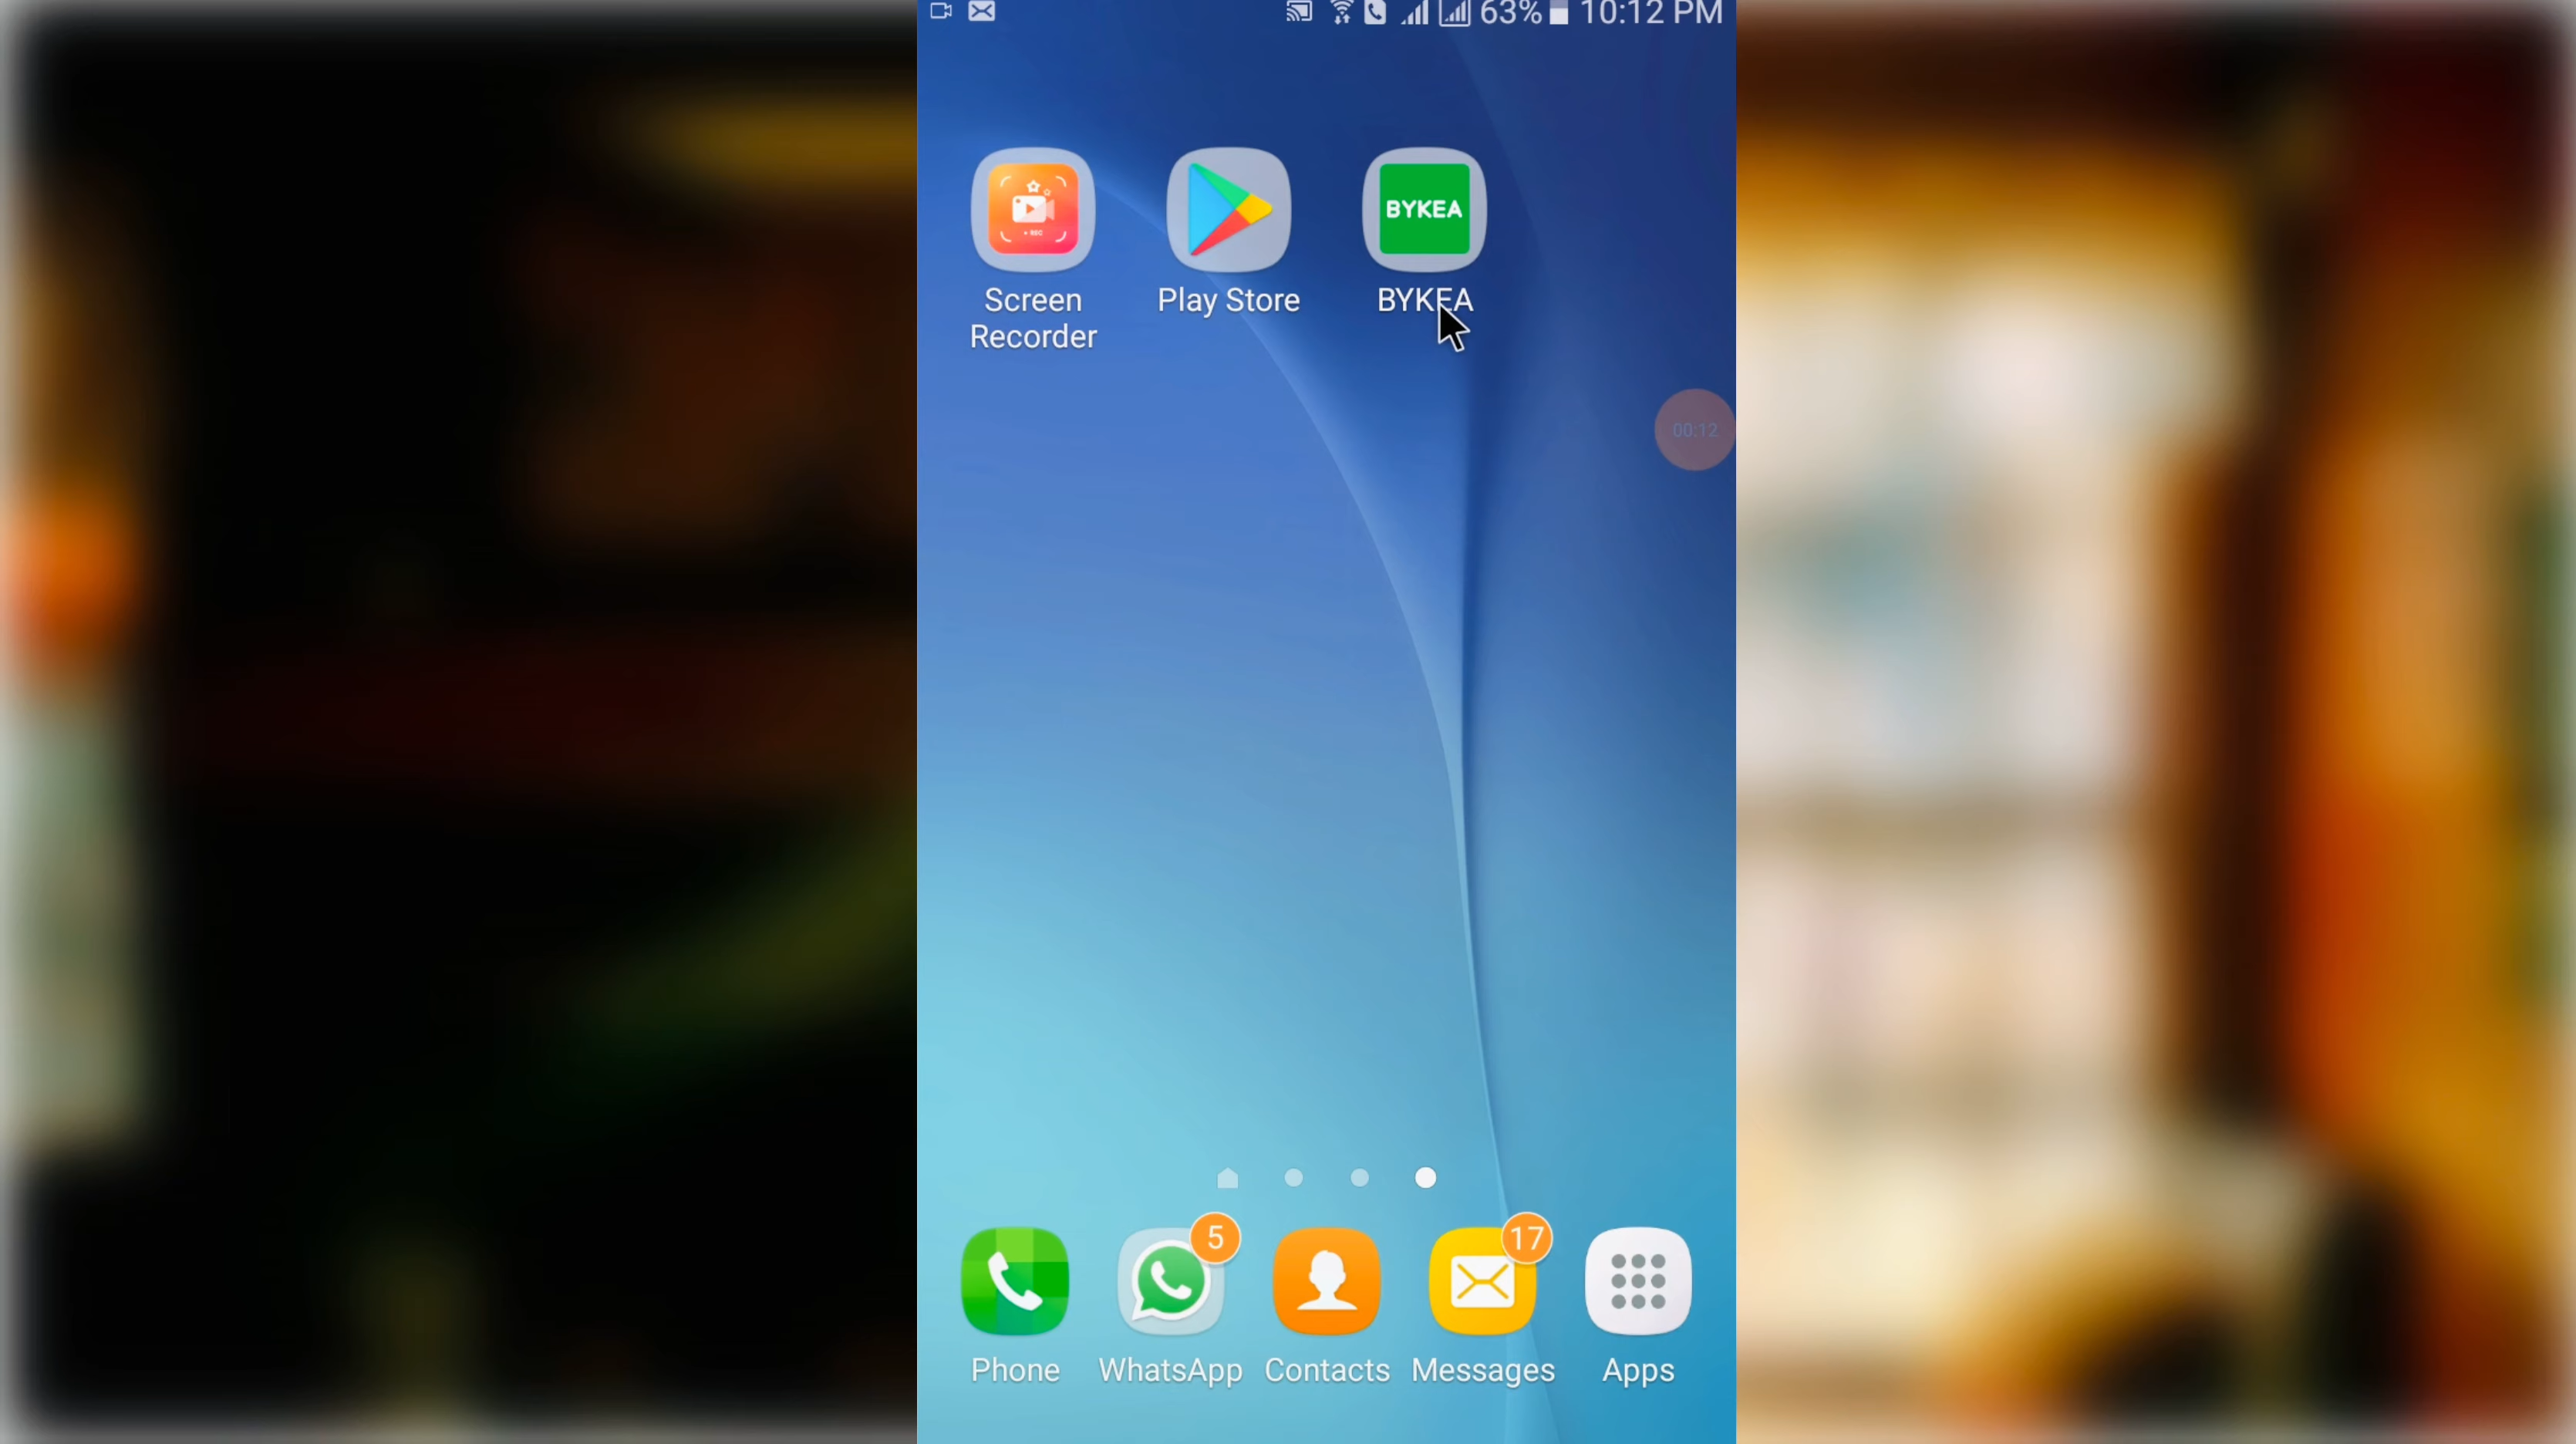 63% 10:12 PM
REC
BYKEA
Screen Recorder
Play Store
BYKEA
00:12
5
17
Phone
WhatsApp
Contacts
Messages
Apps